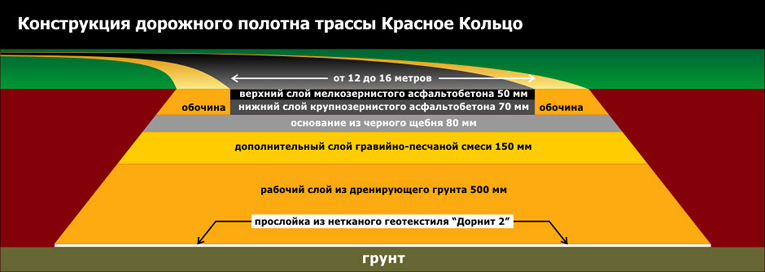 Конструкция дорожного полотна трассы Красное Кольцо
от 12 до 16 метров
верхний слой мелкозернистого асфальтобетона 50 мм
обочина
нижний слой крупнозернистого асфальтобетона 70 мм
обочина
основание из черного щебня 80 мм
дополнительный слой гравийно-песчаной смеси 150 мм
рабочий слой из дренирующего грунта 500 мм
прослойка из нетканого геотекстиля “Дорнит 2”
грунт